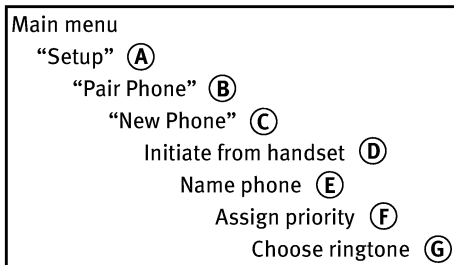 Main menu
“Setup” A
“Pair Phone” B
“New Phone” C
Initiate from handset D
Name phone E
Assign priority F
Choose ringtone G